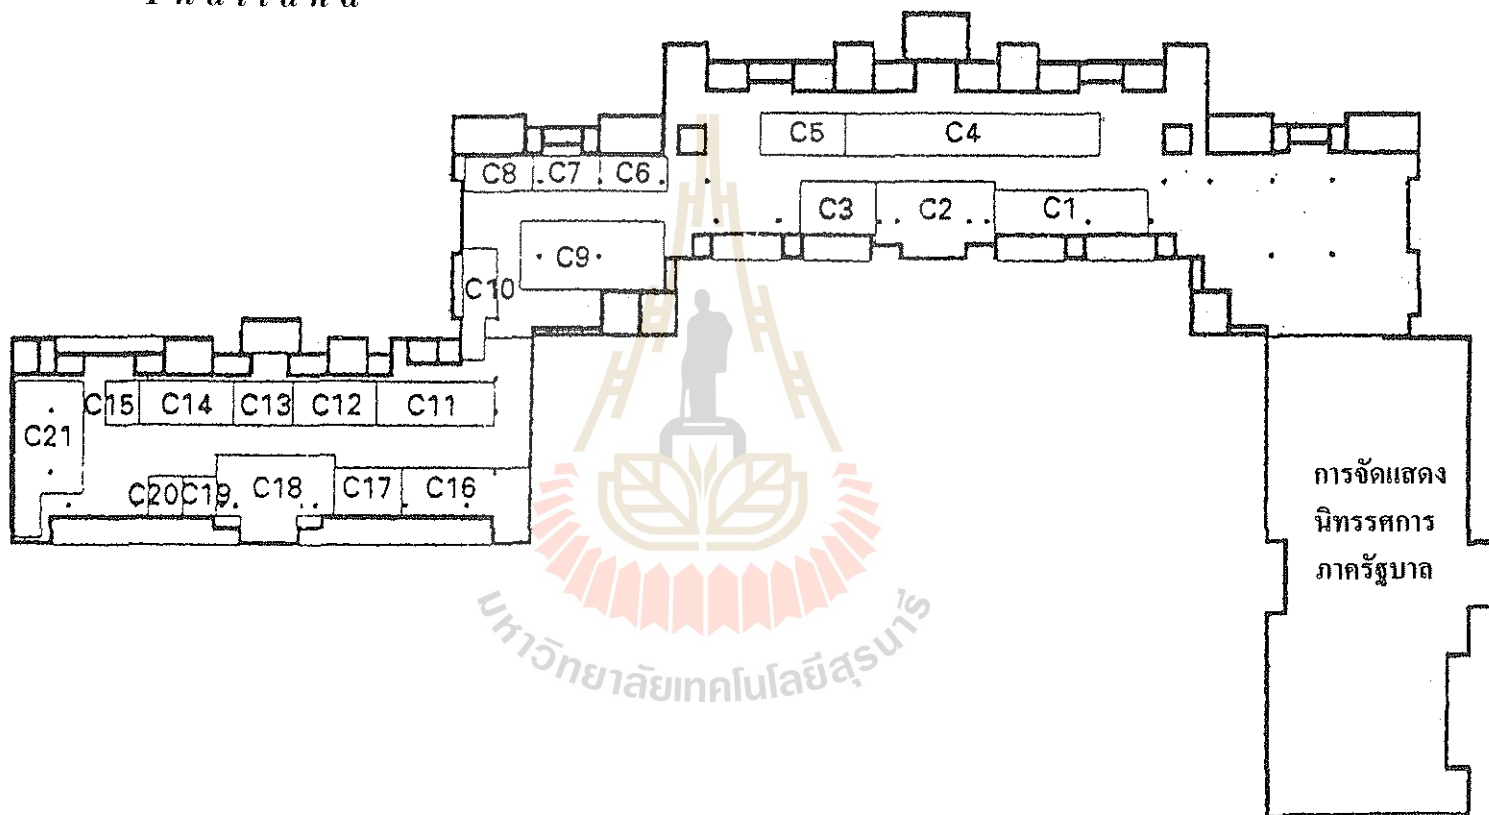 Thailand
C5 C4
C8 C7 C6
C3 C2 C1
C9
C10
C15 C14 C13 C12 C11
C21
C20 C19 C18 C17 C16
การจัดแสดง
นิทรรศการ
ภาครัฐบาล
มหาวิทยาลัยเทคโนโลยีสุรนารี